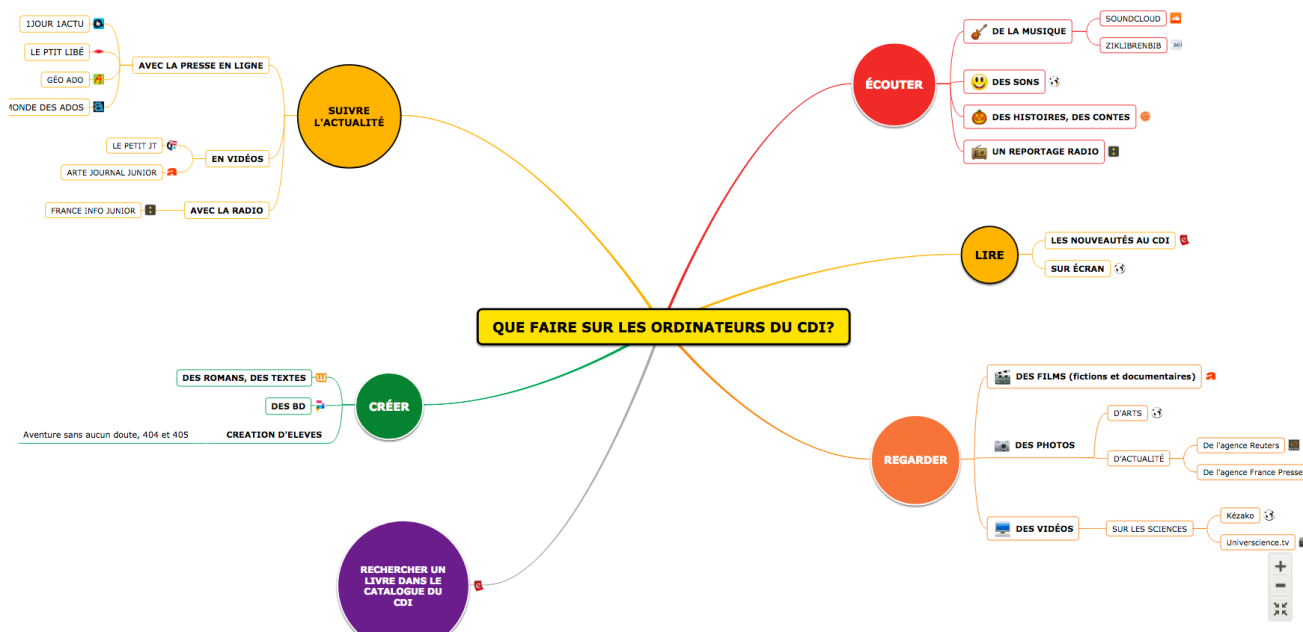 QUE FAIRE SUR LES ORDINATEURS DU CDI?
SUIVRE
L'ACTUALITÉ
AVEC LA PRESSE EN LIGNE
1JOUR 1ACTU
LE PTIT LIBÉ
GÉO ADO
MONDE DES ADOS
EN VIDÉOS
LE PETIT JT
ARTE JOURNAL JUNIOR
AVEC LA RADIO
FRANCE INFO JUNIOR
ÉCOUTER
DE LA MUSIQUE
SOUNDCLOUD
ZIKLIBRENBIB
DES SONS
DES HISTOIRES, DES CONTES
UN REPORTAGE RADIO
LIRE
LES NOUVEAUTÉS AU CDI
SUR ÉCRAN
CRÉER
DES ROMANS, DES TEXTES
DES BD
CREATION D'ELEVES
Aventure sans aucun doute, 404 et 405
REGARDER
DES FILMS (fictions et documentaires)
DES PHOTOS
D'ARTS
D'ACTUALITÉ
De l'agence Reuters
De l'agence France Presse
DES VIDÉOS
SUR LES SCIENCES
Kézako
Universcience.tv
RECHERCHER UN
LIVRE DANS LE
CATALOGUE DU
CDI